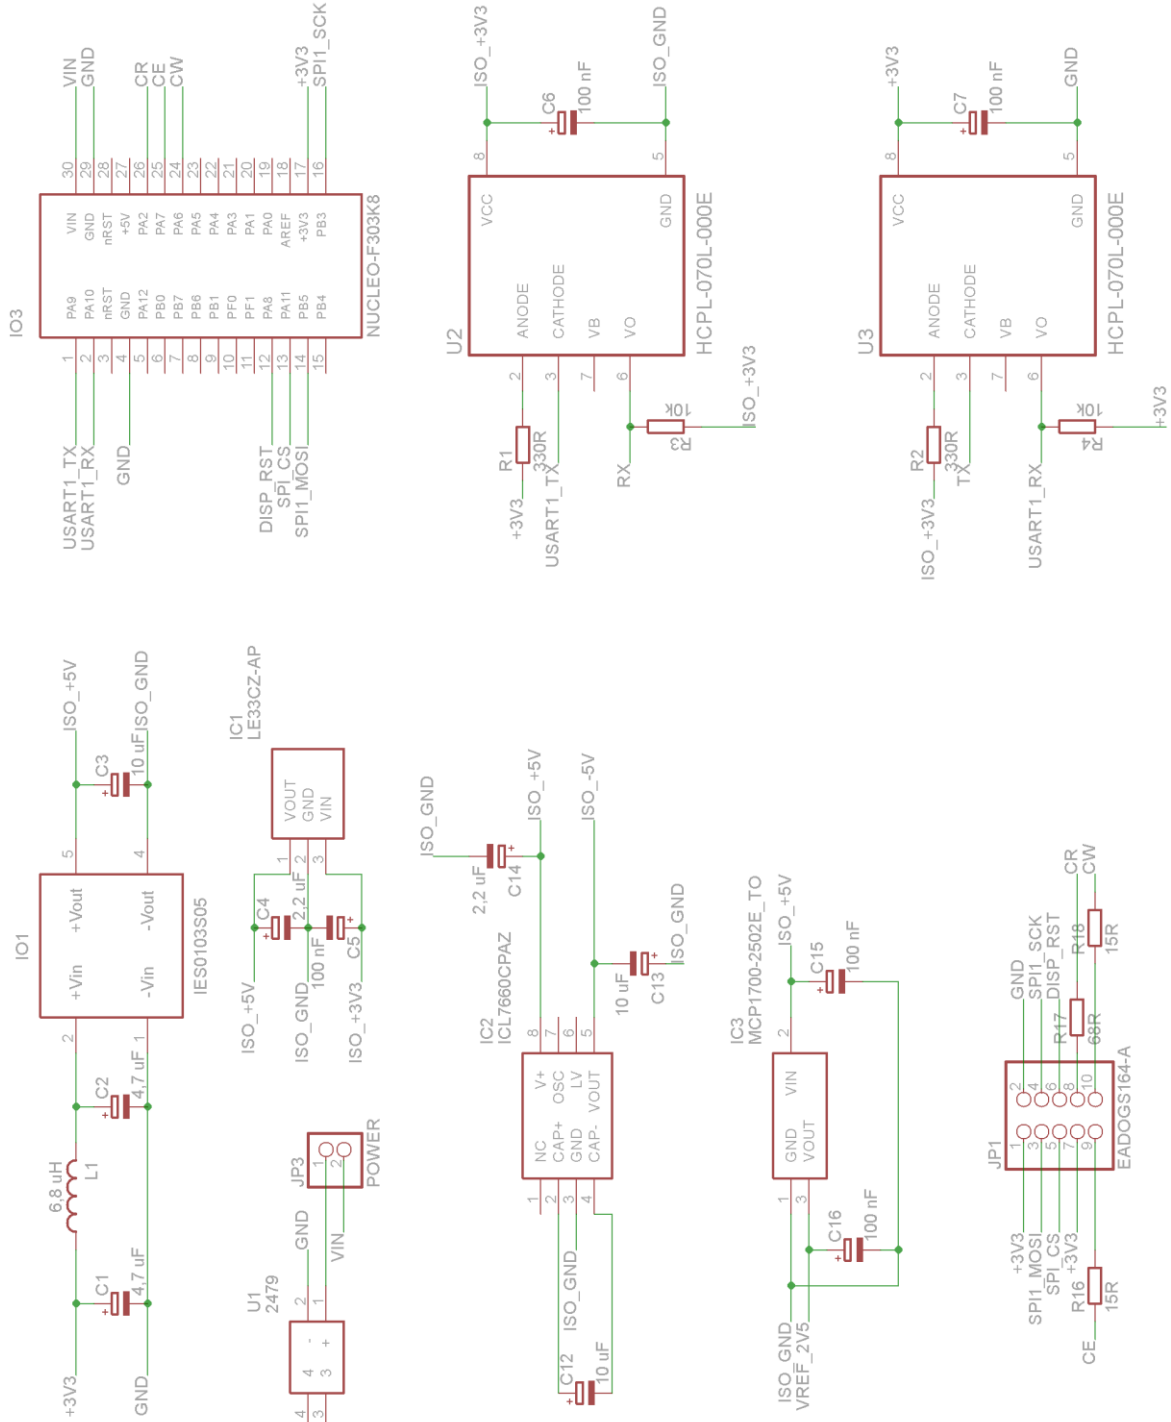 IO3
VIN
GND
CR
CE
CW
+3V3
SPI1_SCK
30
29
28
27
26
25
24
23
22
21
20
19
18
17
16
VIN
GND
nRST
+5V
PA2
PA7
PA6
PA5
PA4
PA3
PA1
PA0
AREF
+3V3
PB3
PA9
PA10
nRST
GND
PA12
PB0
PB7
PB6
PB1
PF0
PF1
PA8
PA11
PB5
PB4
NUCLEO-F303K8
1
2
3
4
5
6
7
8
9
10
11
12
13
14
15
USART1_TX
USART1_RX
GND
DISP_RST
SPI_CS
SPI1_MOSI
ISO_+3V3
ISO_GND
C6
100 nF
+
8
5
VCC
GND
ANODE
CATHODE
VB
VO
U2
HCPL-070L-000E
2
3
7
6
R1
330R
+3V3
USART1_TX
RX
R3
10k
ISO_+3V3
+3V3
GND
C7
100 nF
+
8
5
VCC
GND
ANODE
CATHODE
VB
VO
U3
HCPL-070L-000E
2
3
7
6
R2
330R
ISO_+3V3
TX
USART1_RX
R4
10k
+3V3
ISO_+5V
ISO_GND
C3
10 uF
+
5
4
IO1
+Vout
-Vout
+Vin
-Vin
IES0103S05
2
1
C2
4,7 uF
+
6,8 uH
L1
C1
4,7 uF
+
+3V3
GND
IC1
LE33CZ-AP
VOUT
GND
VIN
1
2
3
C4
2,2 uF
+
100 nF
C5
+
ISO_+5V
ISO_GND
ISO_+3V3
JP3
1
2
POWER
GND
VIN
U1
2479
2
1
-
+
4
3
4
3
ISO_GND
ISO_+5V
ISO_-5V
2,2 uF
C14
+
10 uF
C13
+
ISO_GND
IC2
ICL7660CPAZ
8
7
6
5
V+
OSC
LV
VOUT
NC
CAP+
GND
CAP-
1
2
3
4
ISO_GND
C12
10 uF
+
IC3
MCP1700-2502E_TO
ISO_+5V
C15
100 nF
+
2
VIN
GND
VOUT
1
3
C16
100 nF
+
ISO_GND
VREF_2V5
GND
SPI1_SCK
DISP_RST
CR
CW
R18
15R
R17
68R
JP1
2
4
6
8
10
1
3
5
7
9
EADOGS164-A
+3V3
SPI1_MOSI
SPI_CS
+3V3
R16
15R
CE